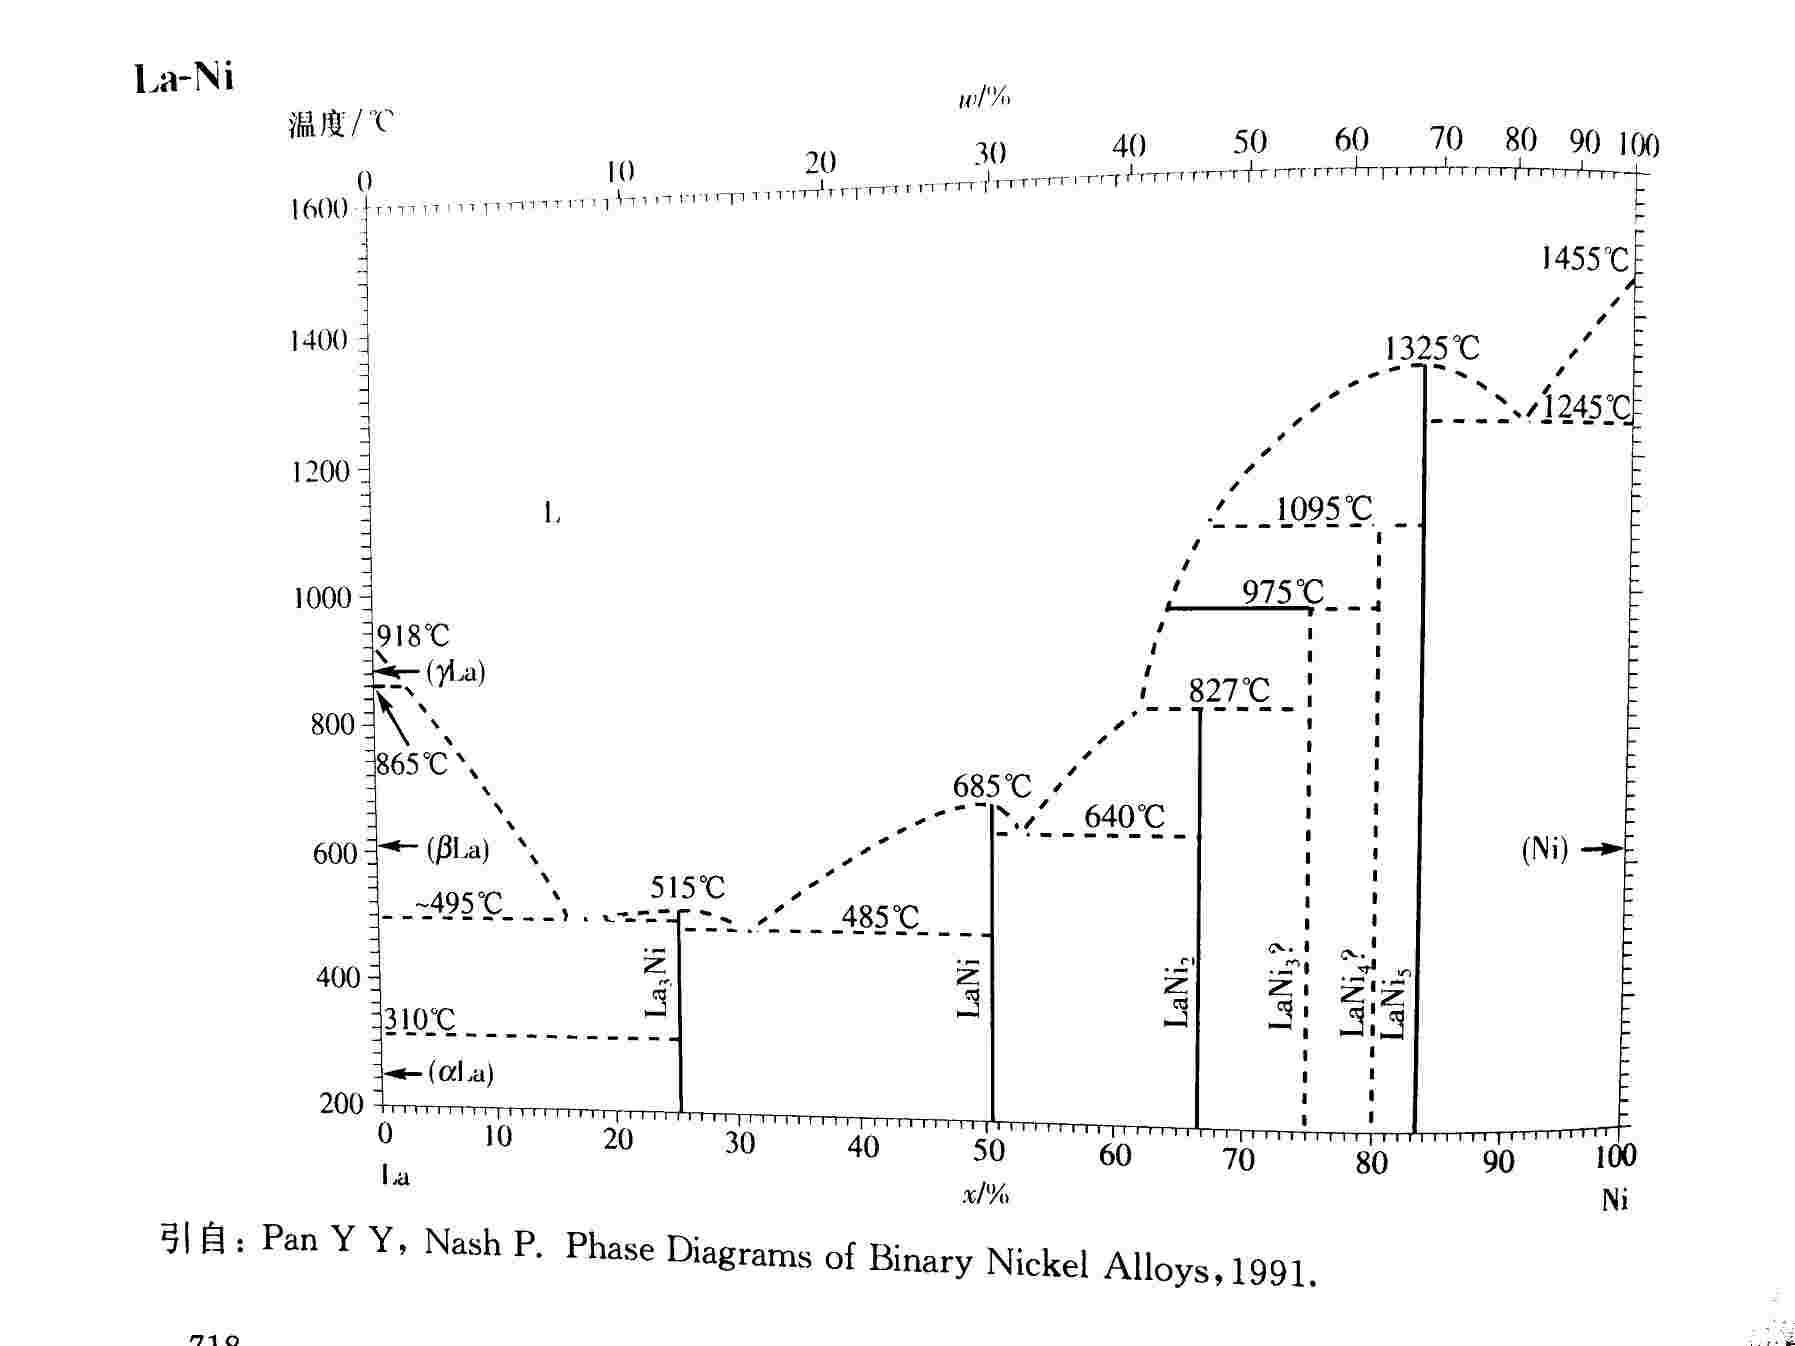 La-Ni
温度/℃
w/%
0 10 20 30 40 50 60 70 80 90 100
1600
1455℃
1400
1325℃
1245℃
1200
L
1095℃
1000
975℃
918℃
(γLa)
827℃
800
865℃
685℃
640℃
600
(βLa)
(Ni)
515℃
~495℃
485℃
400
La₃Ni
LaNi
LaNi₂
LaNi₃?
LaNi₄?
LaNi₅
310℃
(αLa)
200
0 10 20 30 40 50 60 70 80 90 100
La
x/%
Ni
引自: Pan Y Y, Nash P. Phase Diagrams of Binary Nickel Alloys, 1991.
718